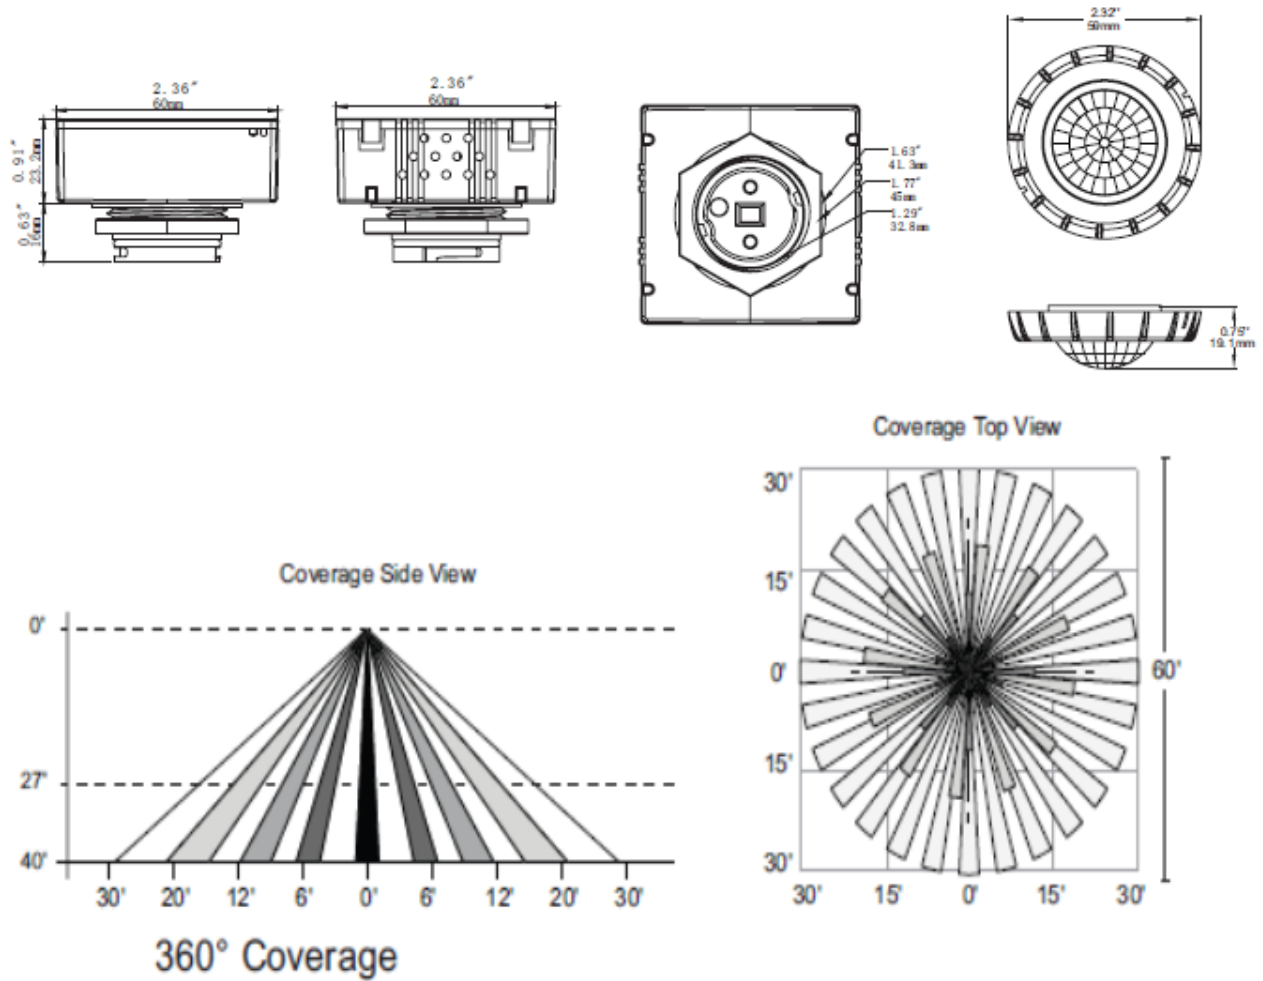 2.32"
59mm
2.36"
60mm
2.36"
60mm
0.91"
23.2mm
0.63"
16mm
1.63"
41.3mm
1.77"
45mm
1.29"
32.8mm
0.75"
19.1mm
Coverage Top View
30'
15'
0'
15'
30'
30' 15' 0' 15' 30'
60'
Coverage Side View
0'
27'
40'
30' 20' 12' 6' 0' 6' 12' 20' 30'
360° Coverage